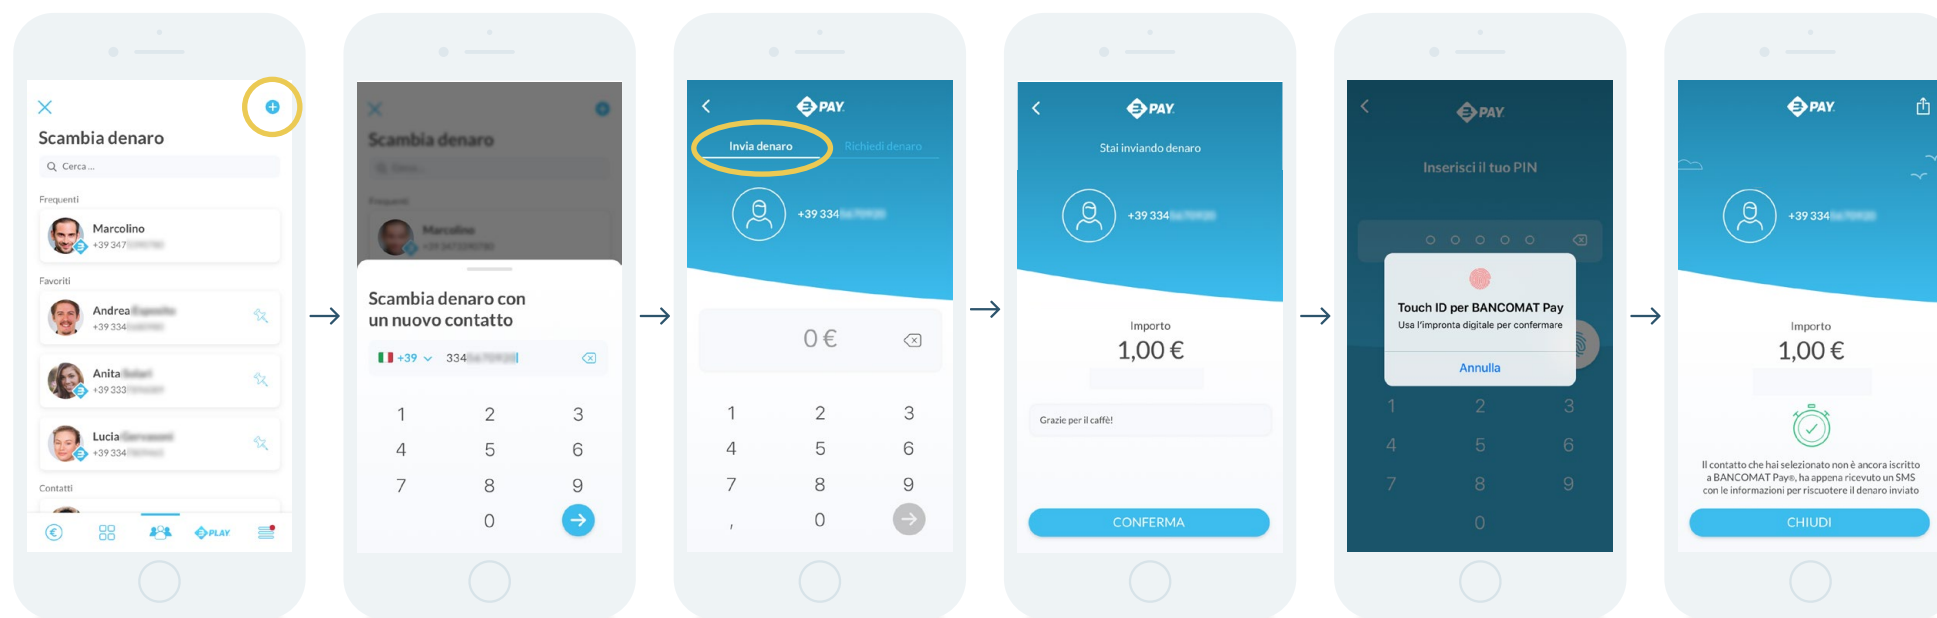 Scambia denaro
Cerca ...
Frequenti
Marcolino
+39 347
Favoriti
Andrea
+39 334
Anita
+39 333
Lucia
+39 334
Contatti
PLAY
Scambia denaro
Frequenti
Marcolino
Scambia denaro con
un nuovo contatto
+39 334
1 2 3
4 5 6
7 8 9
0
PAY
Invia denaro Richiedi denaro
+39 334
0 €
1 2 3
4 5 6
7 8 9
, 0
PAY
Stai inviando denaro
+39 334
Importo
1,00 €
Grazie per il caffè!
CONFERMA
PAY
Inserisci il tuo PIN
Touch ID per BANCOMAT Pay
Usa l'impronta digitale per confermare
Annulla
1 2 3
4 5 6
7 8 9
0
PAY
+39 334
Importo
1,00 €
Il contatto che hai selezionato non è ancora iscritto
a BANCOMAT Pay®, ha appena ricevuto un SMS
con le informazioni per riscuotere il denaro inviato
CHIUDI